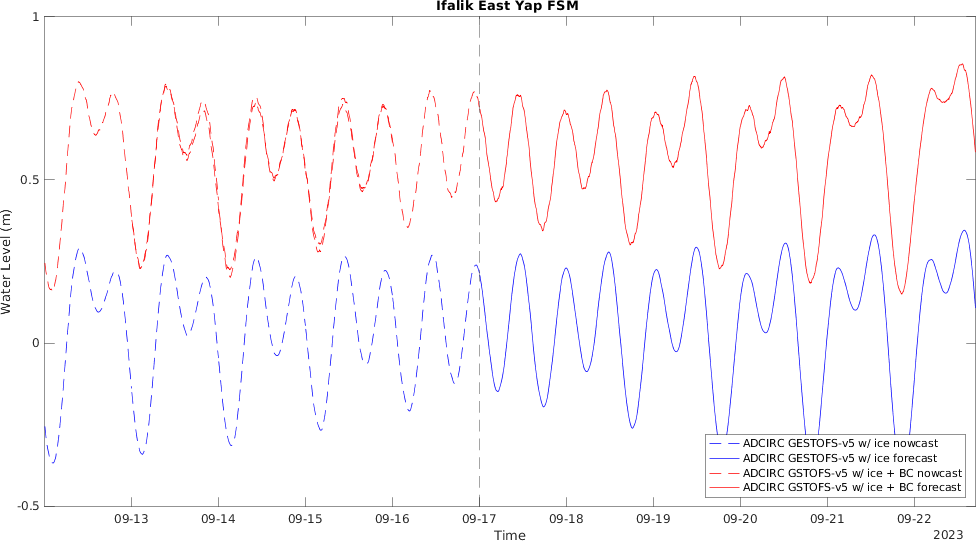 Ifalik East Yap FSM
1
0.5
0
-0.5
Water Level (m)
ADCIRC GESTOFS-v5 w/ ice nowcast
ADCIRC GESTOFS-v5 w/ ice forecast
ADCIRC GSTOFS-v5 w/ ice + BC nowcast
ADCIRC GSTOFS-v5 w/ ice + BC forecast
09-13 09-14 09-15 09-16 09-17 09-18 09-19 09-20 09-21 09-22
Time
2023